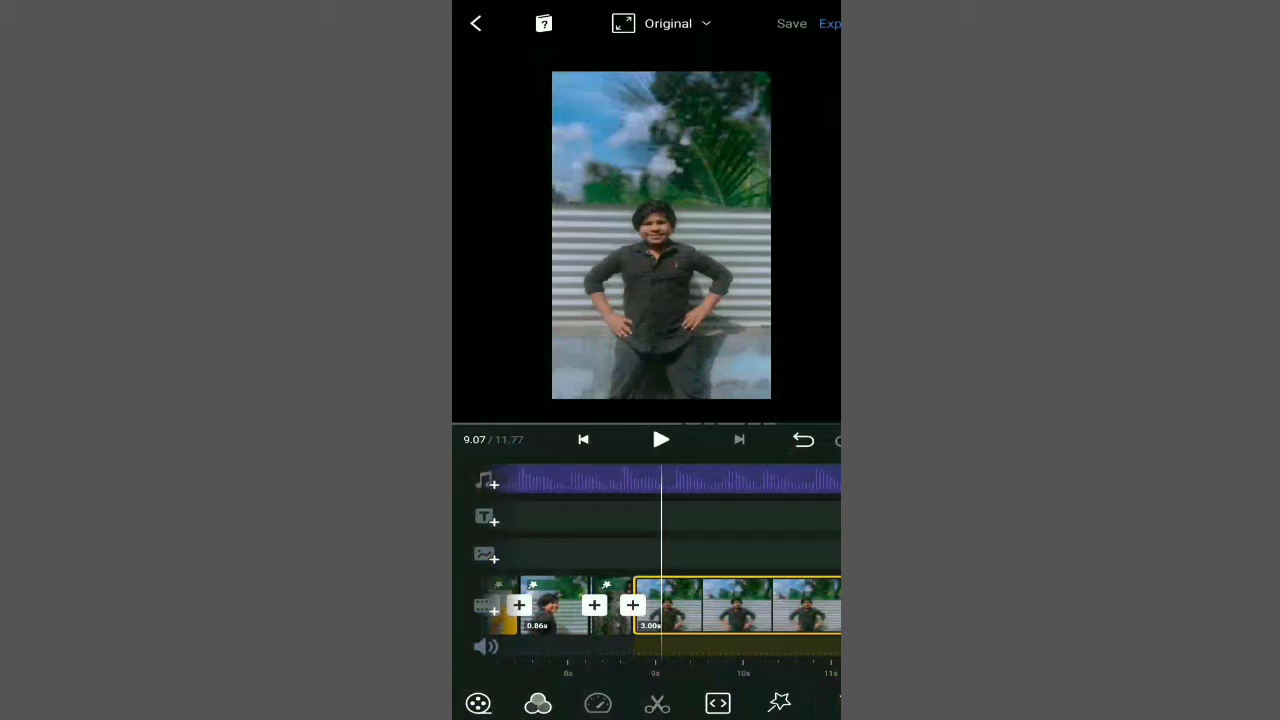 Original
Save
Exp
9.07 / 11.77
T
0.86s
3.00s
8s
9s
10s
11s